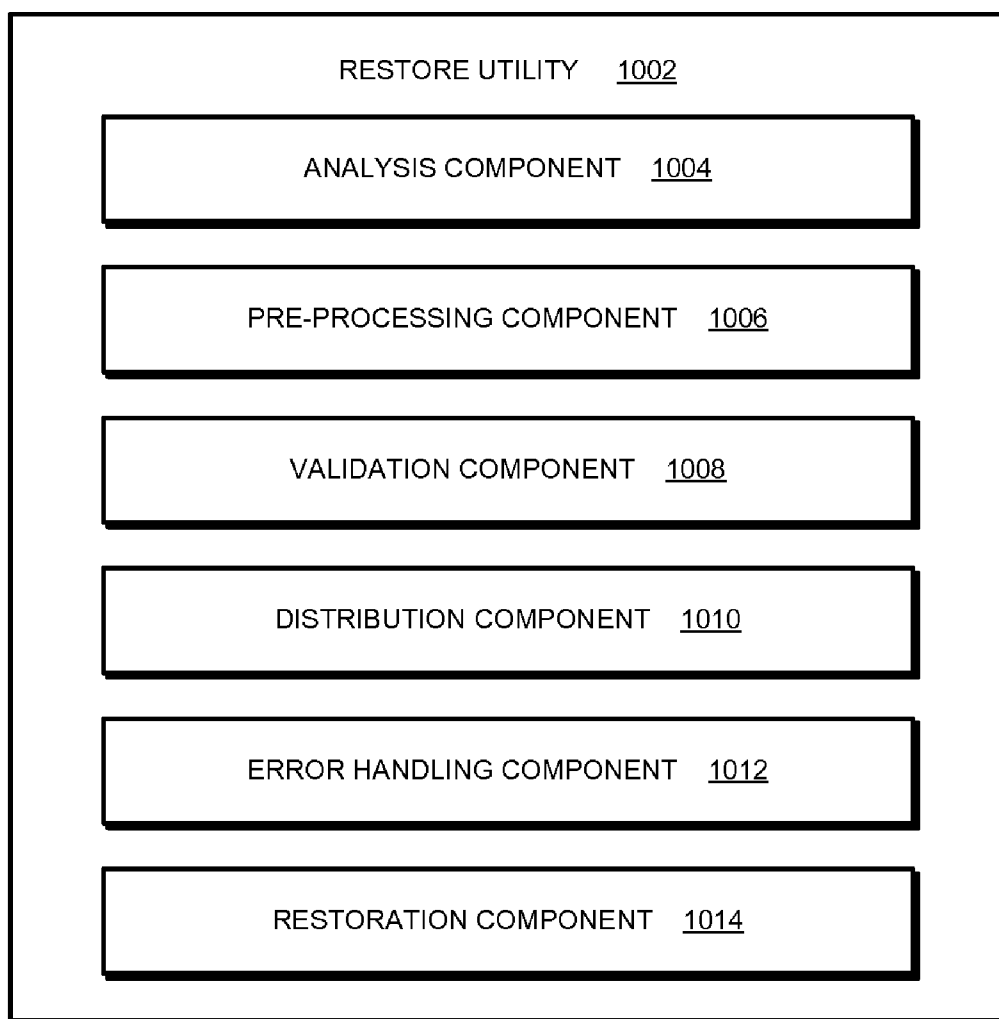 RESTORE UTILITY 1002
ANALYSIS COMPONENT 1004
PRE-PROCESSING COMPONENT 1006
VALIDATION COMPONENT 1008
DISTRIBUTION COMPONENT 1010
ERROR HANDLING COMPONENT 1012
RESTORATION COMPONENT 1014